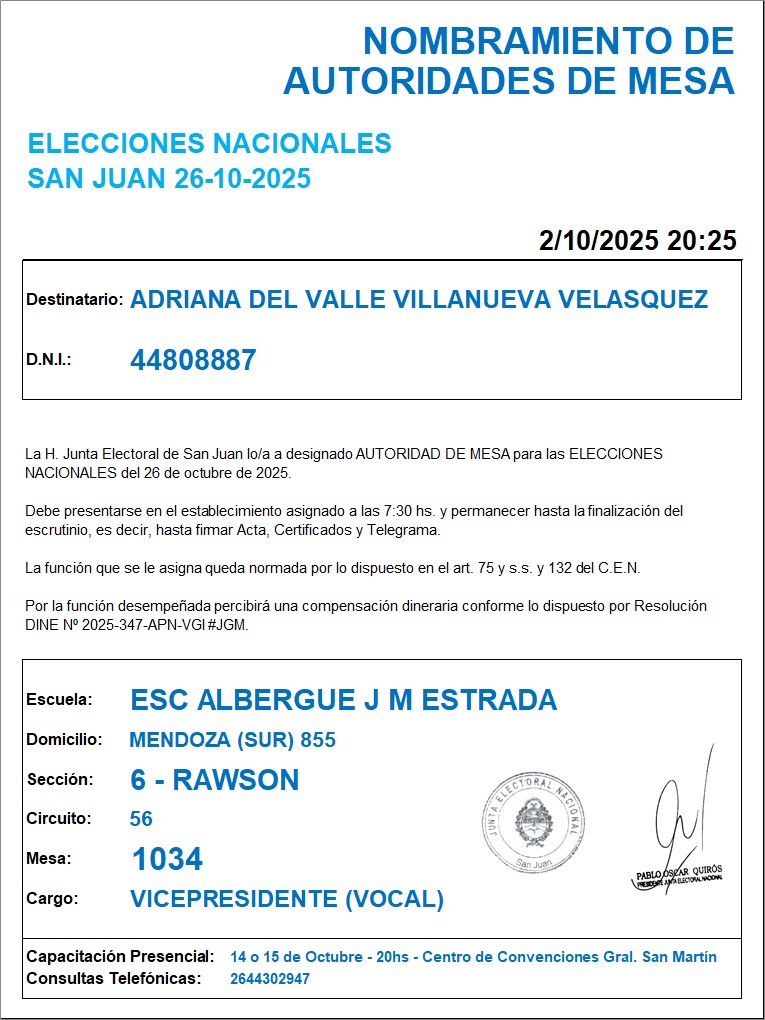 NOMBRAMIENTO DE
AUTORIDADES DE MESA
ELECCIONES NACIONALES
SAN JUAN 26-10-2025
2/10/2025 20:25
Destinatario: ADRIANA DEL VALLE VILLANUEVA VELASQUEZ
D.N.I.: 44808887
La H. Junta Electoral de San Juan lo/a a designado AUTORIDAD DE MESA para las ELECCIONES
NACIONALES del 26 de octubre de 2025.
Debe presentarse en el establecimiento asignado a las 7:30 hs. y permanecer hasta la finalización del
escrutinio, es decir, hasta firmar Acta, Certificados y Telegrama.
La función que se le asigna queda normada por lo dispuesto en el art. 75 y s.s. y 132 del C.E.N.
Por la función desempeñada percibirá una compensación dineraria conforme lo dispuesto por Resolución
DINE Nº 2025-347-APN-VGI#JGM.
Escuela: ESC ALBERGUE J M ESTRADA
Domicilio: MENDOZA (SUR) 855
Sección: 6 - RAWSON
Circuito: 56
Mesa: 1034
Cargo: VICEPRESIDENTE (VOCAL)
JUNTA ELECTORAL NACIONAL
San Juan
PABLO OSCAR QUIRÓS
PRESIDENTE JUNTA ELECTORAL NACIONAL
Capacitación Presencial: 14 o 15 de Octubre - 20hs - Centro de Convenciones Gral. San Martín
Consultas Telefónicas: 2644302947